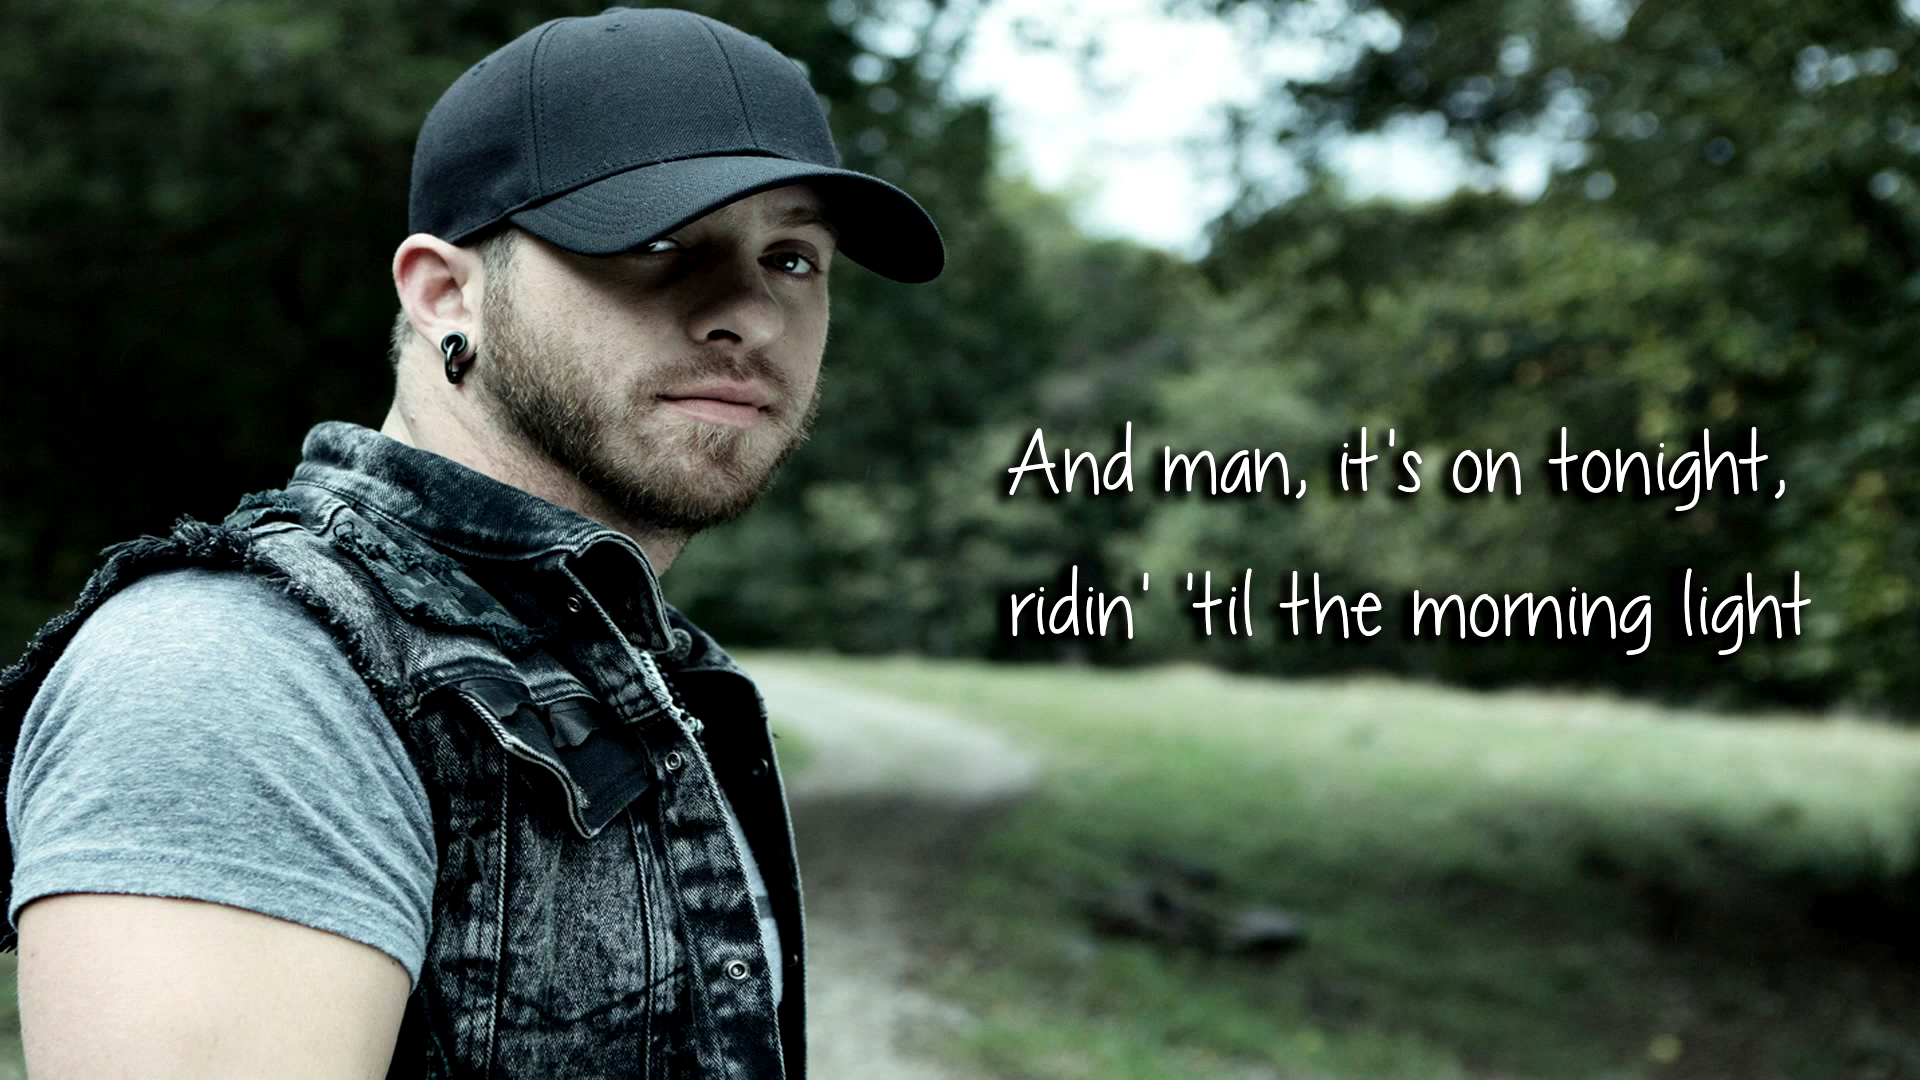 And man, it's on tonight,
ridin' 'til the morning light